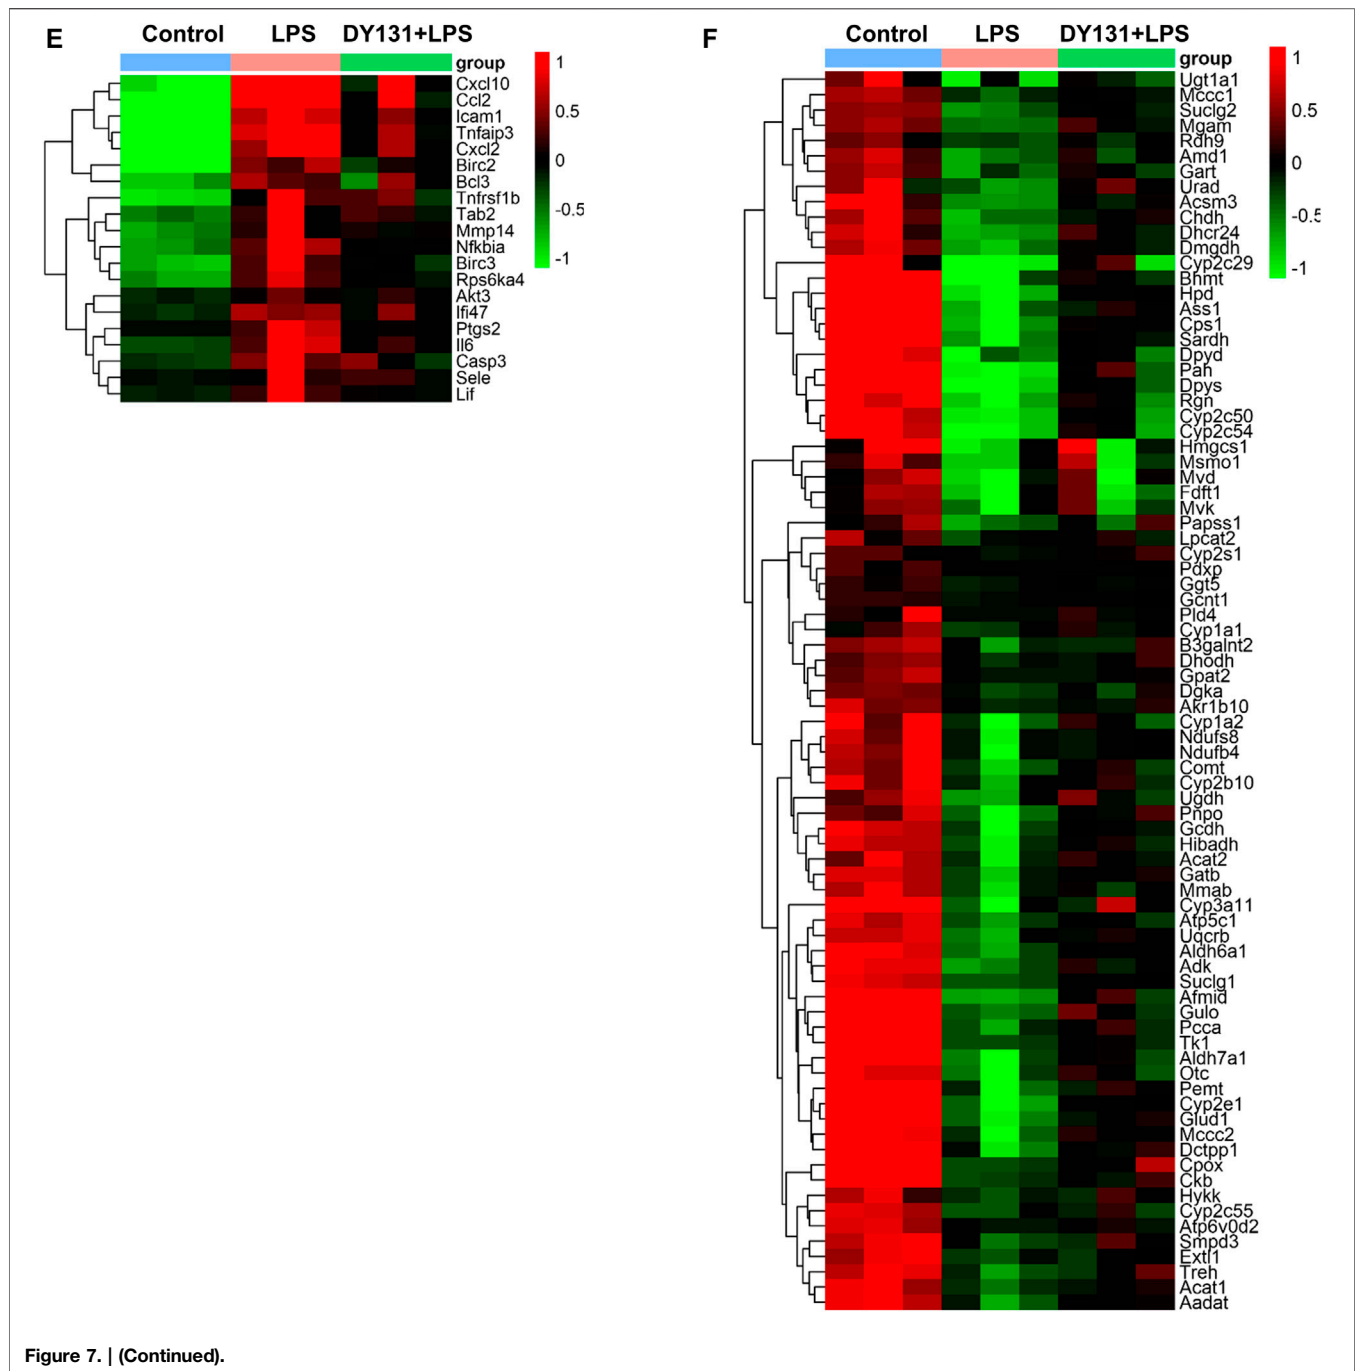 E
Control LPS DY131+LPS
group
Cxcl10
Ccl2
Icam1
Tnfaip3
Cxcl2
Birc2
Bcl3
Tnfrsf1b
Tab2
Mmp14
Nfkbia
Birc3
Rps6ka4
Akt3
Ifi47
Ptgs2
Il6
Casp3
Sele
Lif
1
0.5
0
-0.5
-1
F
Control LPS DY131+LPS
group
Ugt1a1
Mccc1
Suclg2
Mgam
Rdh9
Amd1
Gart
Urad
Acsm3
Chdh
Dhcr24
Dmgdh
Cyp2c29
Bhmt
Hpd
Ass1
Cps1
Sardh
Dpyd
Pah
Dpys
Rgn
Cyp2c50
Cyp2c54
Hmgcs1
Msmo1
Mvd
Fdft1
Mvk
Papss1
Lpcat2
Cyp2s1
Pdxp
Ggt5
Gcnt1
Pld4
Cyp1a1
B3galnt2
Dhodh
Gpat2
Dgka
Akr1b10
Cyp1a2
Ndufs8
Ndufb4
Comt
Cyp2b10
Ugdh
Pnpo
Gcdh
Hibadh
Acat2
Gatb
Mmab
Cyp3a11
Atp5c1
Uqcrb
Aldh6a1
Adk
Suclg1
Afmid
Gulo
Pcca
Tk1
Aldh7a1
Otc
Pemt
Cyp2e1
Glud1
Mccc2
Dctpp1
Cpox
Ckb
Hykk
Cyp2c55
Atp6v0d2
Smpd3
Extl1
Treh
Acat1
Aadat
1
0.5
0
-0.5
-1
Figure 7. | (Continued).